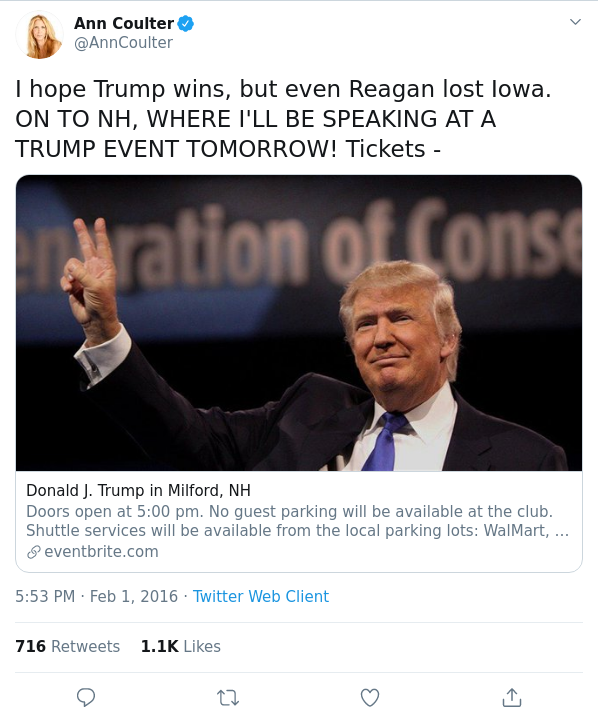 Ann Coulter
@AnnCoulter
I hope Trump wins, but even Reagan lost Iowa.
ON TO NH, WHERE I'LL BE SPEAKING AT A
TRUMP EVENT TOMORROW! Tickets -
eneration of Conse
Donald J. Trump in Milford, NH
Doors open at 5:00 pm. No guest parking will be available at the club.
Shuttle services will be available from the local parking lots: WalMart, ...
eventbrite.com
5:53 PM · Feb 1, 2016 · Twitter Web Client
716 Retweets 1.1K Likes